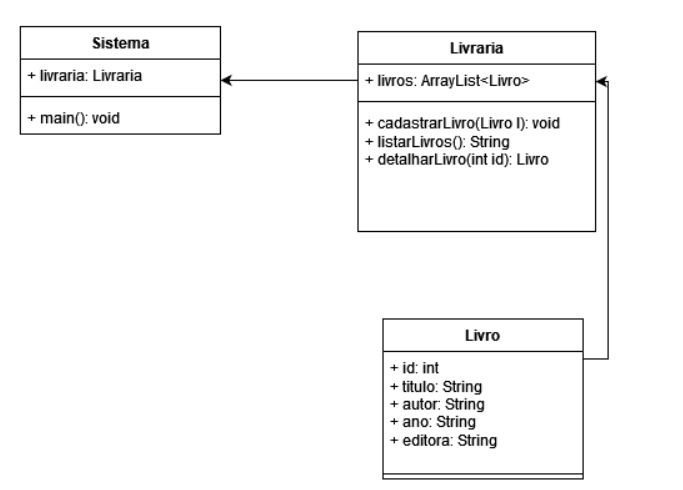 Sistema
+ livraria: Livraria
+ main(): void
Livraria
+ livros: ArrayList<Livro>
+ cadastrarLivro(Livro l): void
+ listarLivros(): String
+ detalharLivro(int id): Livro
Livro
+ id: int
+ titulo: String
+ autor: String
+ ano: String
+ editora: String